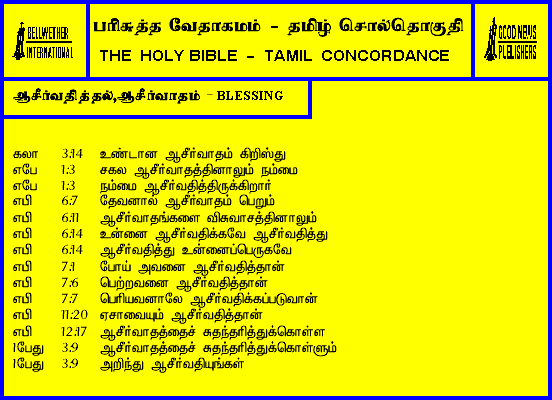 BELLWETHER INTERNATIONAL
பரிசுத்த வேதாகமம் - தமிழ் சொல்தொகுதி
THE HOLY BIBLE - TAMIL CONCORDANCE
GOOD NEWS PUBLISHERS
ஆசீர்வதித்தல்,ஆசீர்வாதம் - BLESSING
கலா 3:14 உண்டான ஆசீர்வாதம் கிறிஸ்து
எபே 1:3 சகல ஆசீர்வாதத்தினாலும் நம்மை
எபே 1:3 நம்மை ஆசீர்வதித்திருக்கிறார்
எபி 6:7 தேவனால் ஆசீர்வாதம் பெறும்
எபி 6:11 ஆசீர்வாதங்களை விசுவாசத்தினாலும்
எபி 6:14 உன்னை ஆசீர்வதிக்கவே ஆசீர்வதித்து
எபி 6:14 ஆசீர்வதித்து உன்னைப்பெருகவே
எபி 7:1 போய் அவனை ஆசீர்வதித்தான்
எபி 7:6 பெற்றவனை ஆசீர்வதித்தான்
எபி 7:7 பெரியவனாலே ஆசீர்வதிக்கப்படுவான்
எபி 11:20 ஏசாவையும் ஆசீர்வதித்தான்
எபி 12:17 ஆசீர்வாதத்தைச் சுதந்தரித்துக்கொள்ள
1பேது 3:9 ஆசீர்வாதத்தைச் சுதந்தரித்துக்கொள்ளும்
1பேது 3:9 அறிந்து ஆசீர்வதியுங்கள்